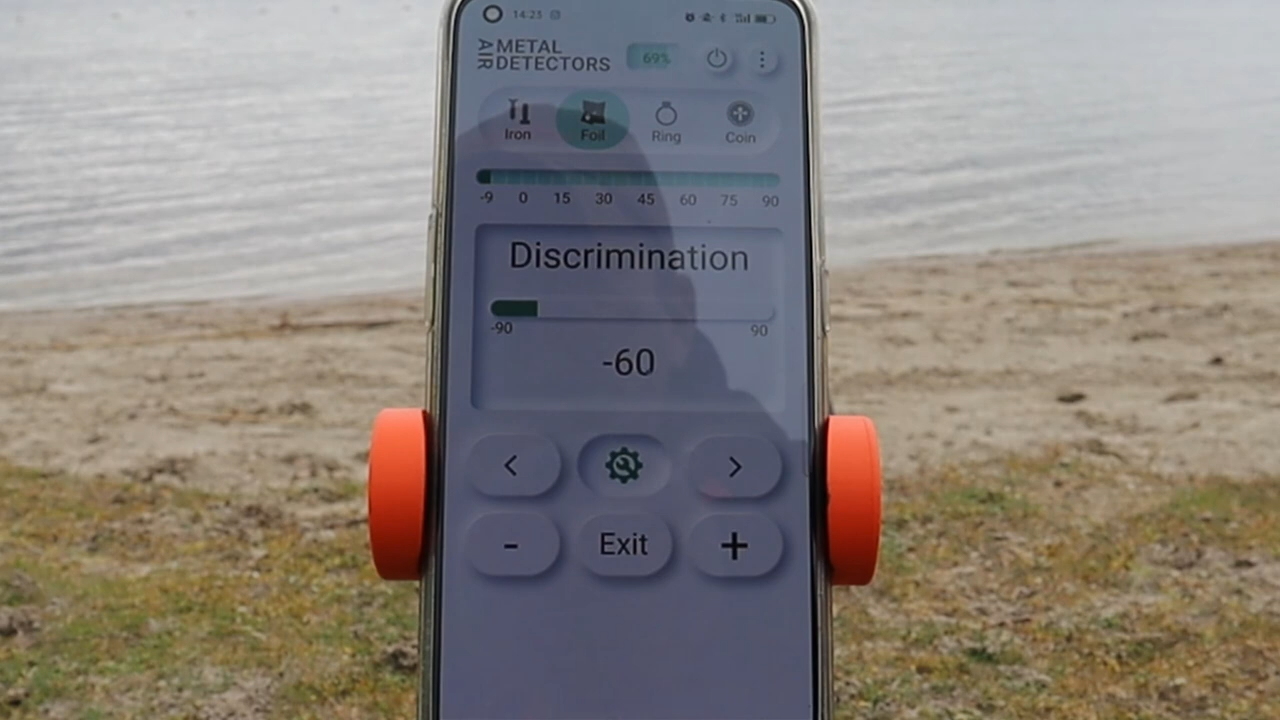 14:23
AIR METAL DETECTORS
69%
Iron Foil Ring Coin
-9 0 15 30 45 60 75 90
Discrimination
-90 90
-60
< >
- Exit +